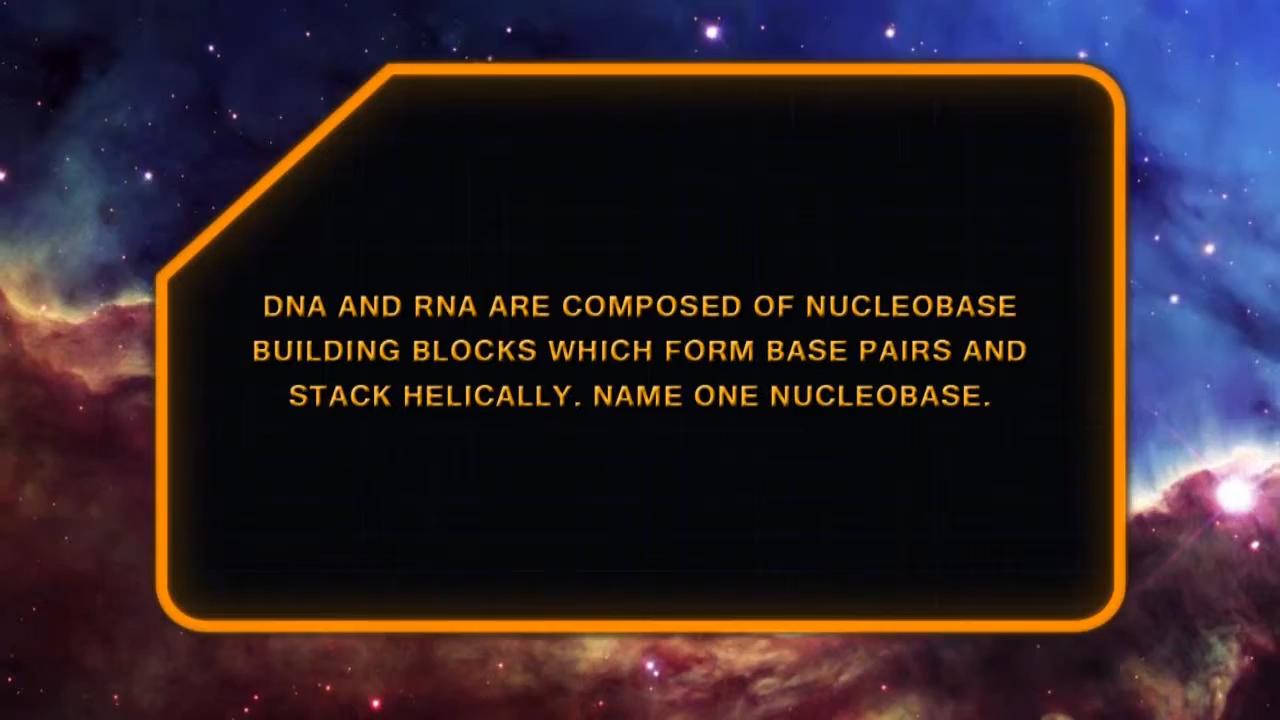 DNA AND RNA ARE COMPOSED OF NUCLEOBASE
BUILDING BLOCKS WHICH FORM BASE PAIRS AND
STACK HELICALLY. NAME ONE NUCLEOBASE.